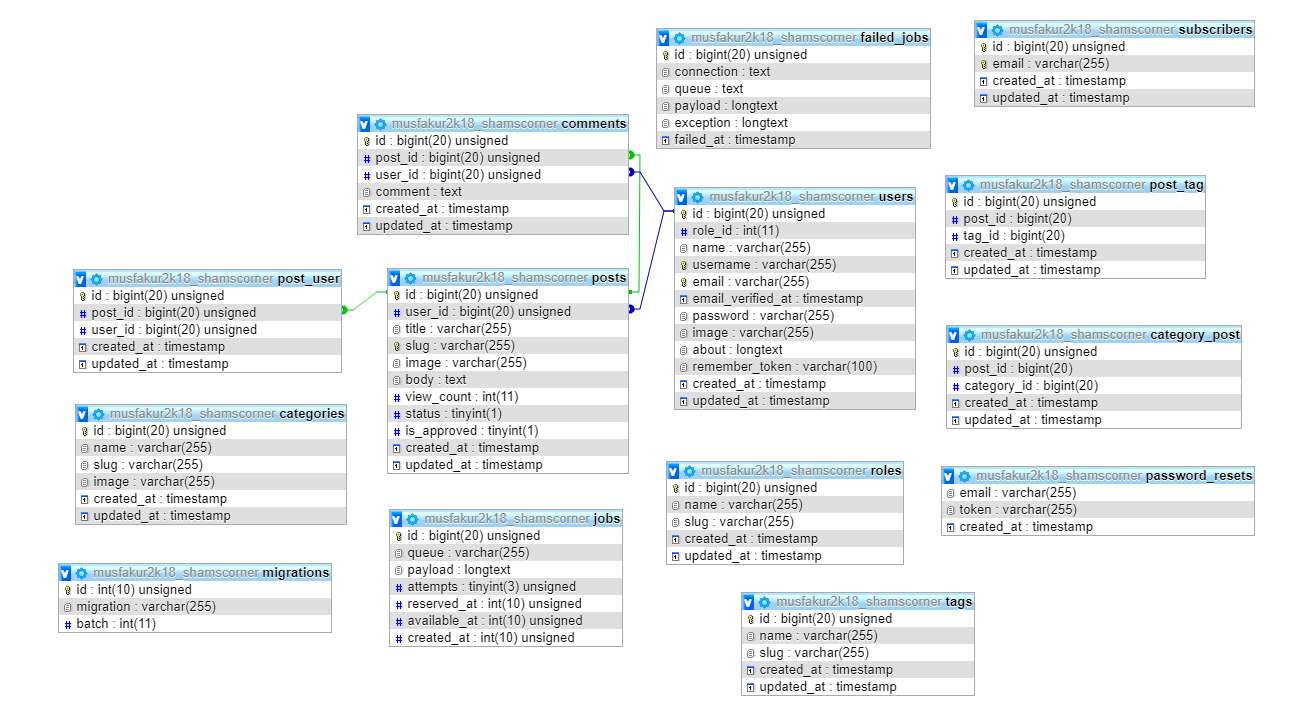 musfakur2k18_shamscorner failed_jobs
id : bigint(20) unsigned
connection : text
queue : text
payload : longtext
exception : longtext
failed_at : timestamp
musfakur2k18_shamscorner subscribers
id : bigint(20) unsigned
email : varchar(255)
created_at : timestamp
updated_at : timestamp
musfakur2k18_shamscorner comments
id : bigint(20) unsigned
post_id : bigint(20) unsigned
user_id : bigint(20) unsigned
comment : text
created_at : timestamp
updated_at : timestamp
musfakur2k18_shamscorner users
id : bigint(20) unsigned
role_id : int(11)
name : varchar(255)
username : varchar(255)
email : varchar(255)
email_verified_at : timestamp
password : varchar(255)
image : varchar(255)
about : longtext
remember_token : varchar(100)
created_at : timestamp
updated_at : timestamp
musfakur2k18_shamscorner post_tag
id : bigint(20) unsigned
post_id : bigint(20)
tag_id : bigint(20)
created_at : timestamp
updated_at : timestamp
musfakur2k18_shamscorner post_user
id : bigint(20) unsigned
post_id : bigint(20) unsigned
user_id : bigint(20) unsigned
created_at : timestamp
updated_at : timestamp
musfakur2k18_shamscorner posts
id : bigint(20) unsigned
user_id : bigint(20) unsigned
title : varchar(255)
slug : varchar(255)
image : varchar(255)
body : text
view_count : int(11)
status : tinyint(1)
is_approved : tinyint(1)
created_at : timestamp
updated_at : timestamp
musfakur2k18_shamscorner category_post
id : bigint(20) unsigned
post_id : bigint(20)
category_id : bigint(20)
created_at : timestamp
updated_at : timestamp
musfakur2k18_shamscorner categories
id : bigint(20) unsigned
name : varchar(255)
slug : varchar(255)
image : varchar(255)
created_at : timestamp
updated_at : timestamp
musfakur2k18_shamscorner roles
id : bigint(20) unsigned
name : varchar(255)
slug : varchar(255)
created_at : timestamp
updated_at : timestamp
musfakur2k18_shamscorner password_resets
email : varchar(255)
token : varchar(255)
created_at : timestamp
musfakur2k18_shamscorner jobs
id : bigint(20) unsigned
queue : varchar(255)
payload : longtext
attempts : tinyint(3) unsigned
reserved_at : int(10) unsigned
available_at : int(10) unsigned
created_at : int(10) unsigned
musfakur2k18_shamscorner migrations
id : int(10) unsigned
migration : varchar(255)
batch : int(11)
musfakur2k18_shamscorner tags
id : bigint(20) unsigned
name : varchar(255)
slug : varchar(255)
created_at : timestamp
updated_at : timestamp